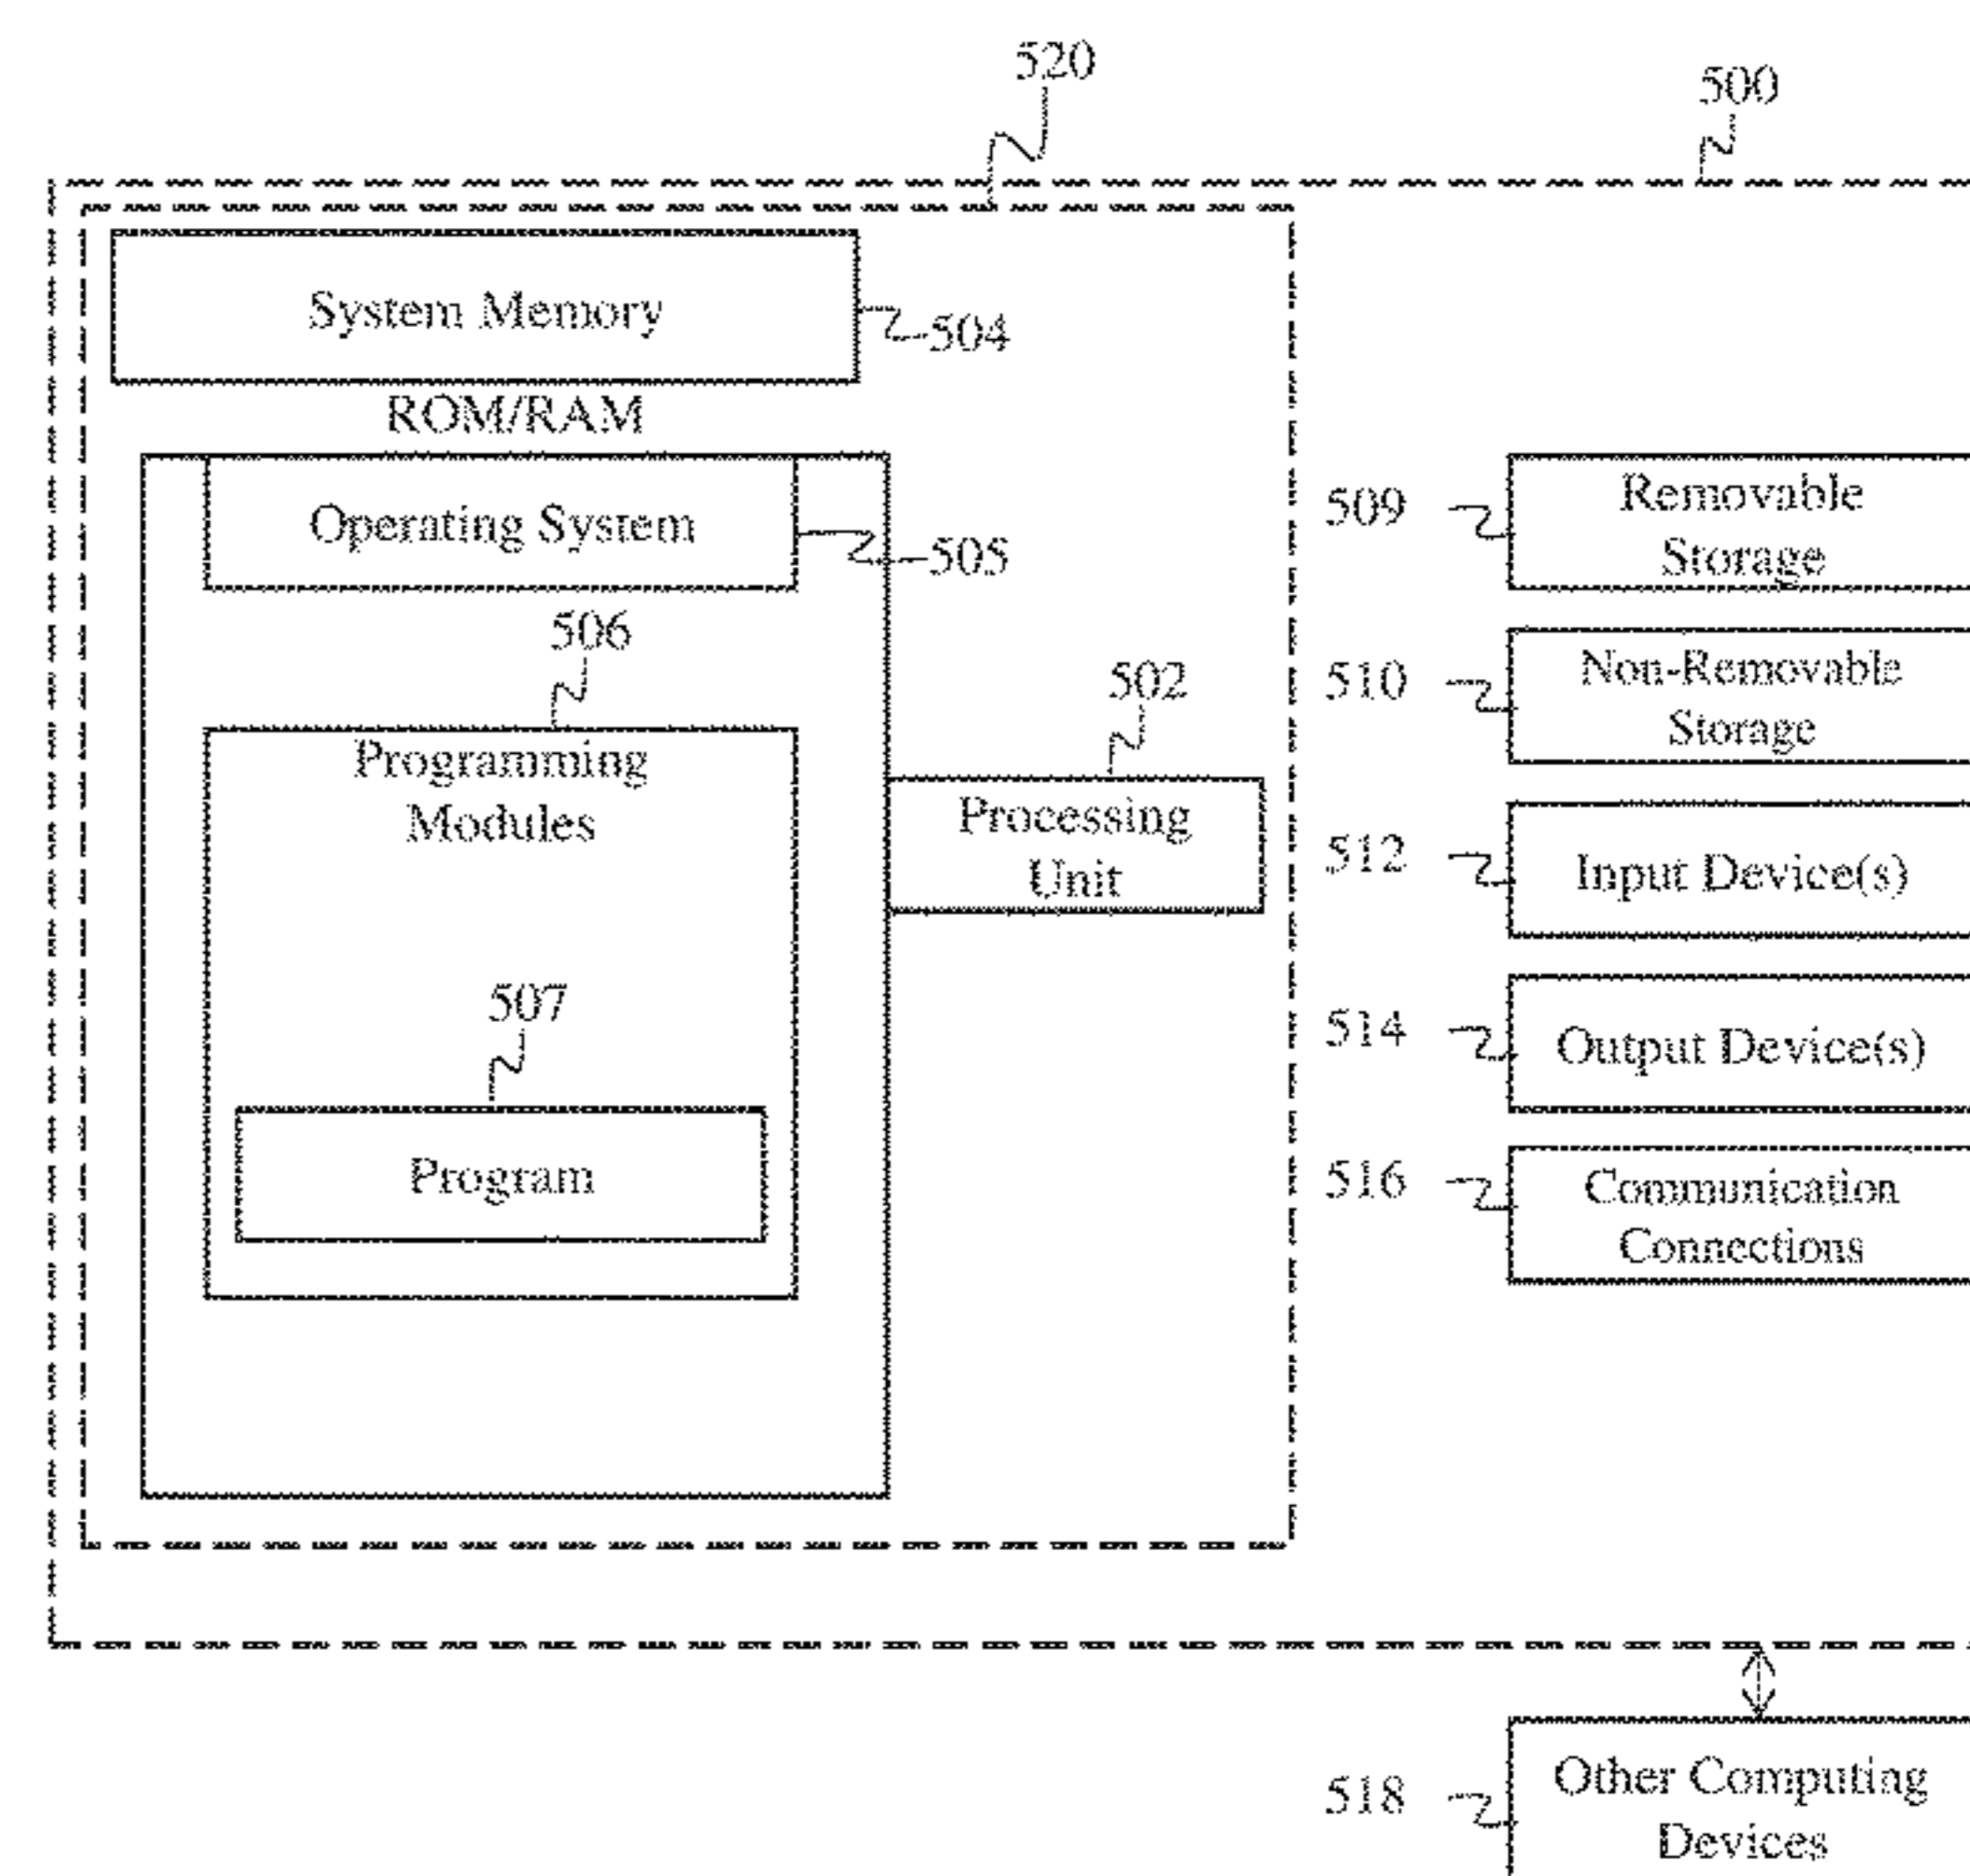 520
500
System Memory
504
ROM/RAM
Operating System
505
506
Programming
Modules
502
Processing
Unit
507
Program
509
Removable
Storage
510
Non-Removable
Storage
512
Input Device(s)
514
Output Device(s)
516
Communication
Connections
518
Other Computing
Devices